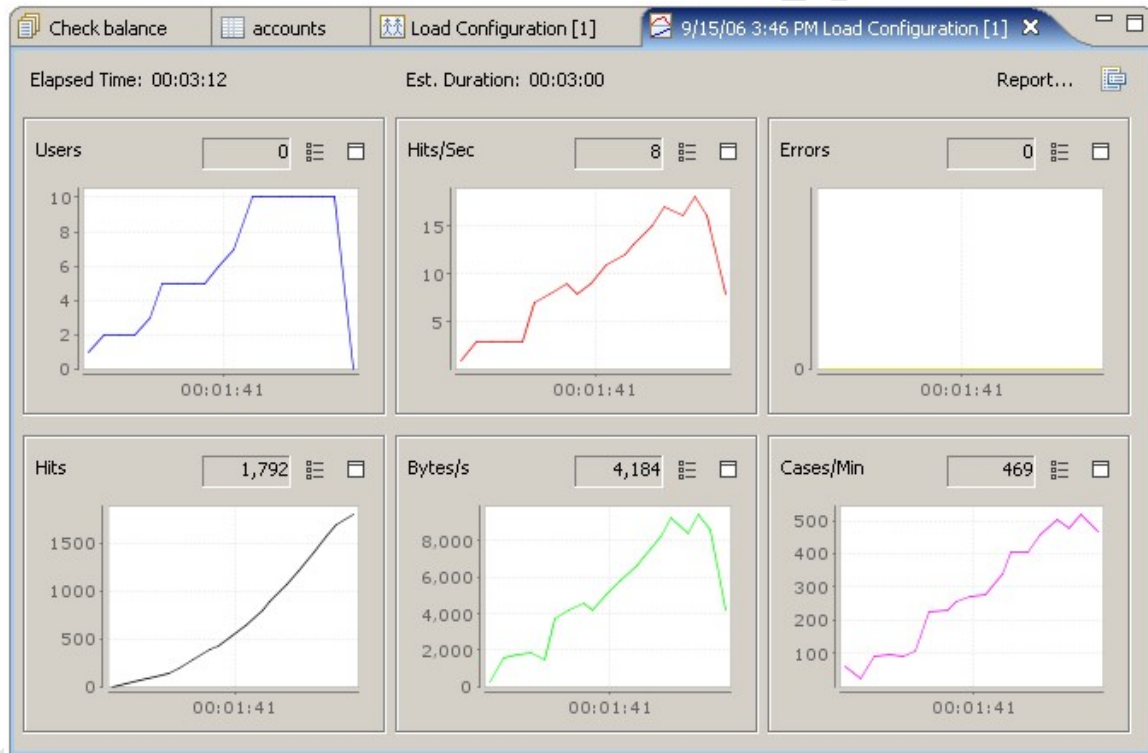 Check balance
accounts
Load Configuration [1]
9/15/06 3:46 PM Load Configuration [1]
Elapsed Time: 00:03:12
Est. Duration: 00:03:00
Report...
Users
0
10
8
6
4
2
0
00:01:41
Hits/Sec
8
15
10
5
00:01:41
Errors
0
0
00:01:41
Hits
1,792
1500
1000
500
0
00:01:41
Bytes/s
4,184
8,000
6,000
4,000
2,000
0
00:01:41
Cases/Min
469
500
400
300
200
100
00:01:41